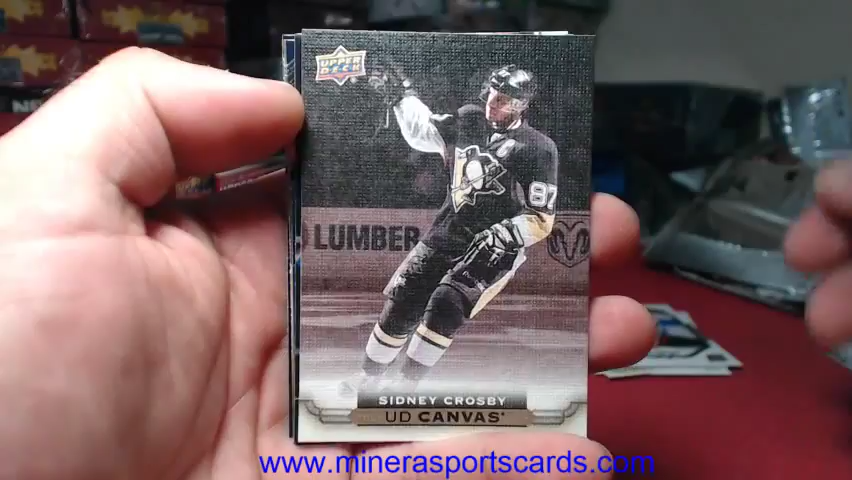 UPPER
DECK
87
LUMBER
SIDNEY CROSBY
UD CANVAS
www.minerasportscards.com